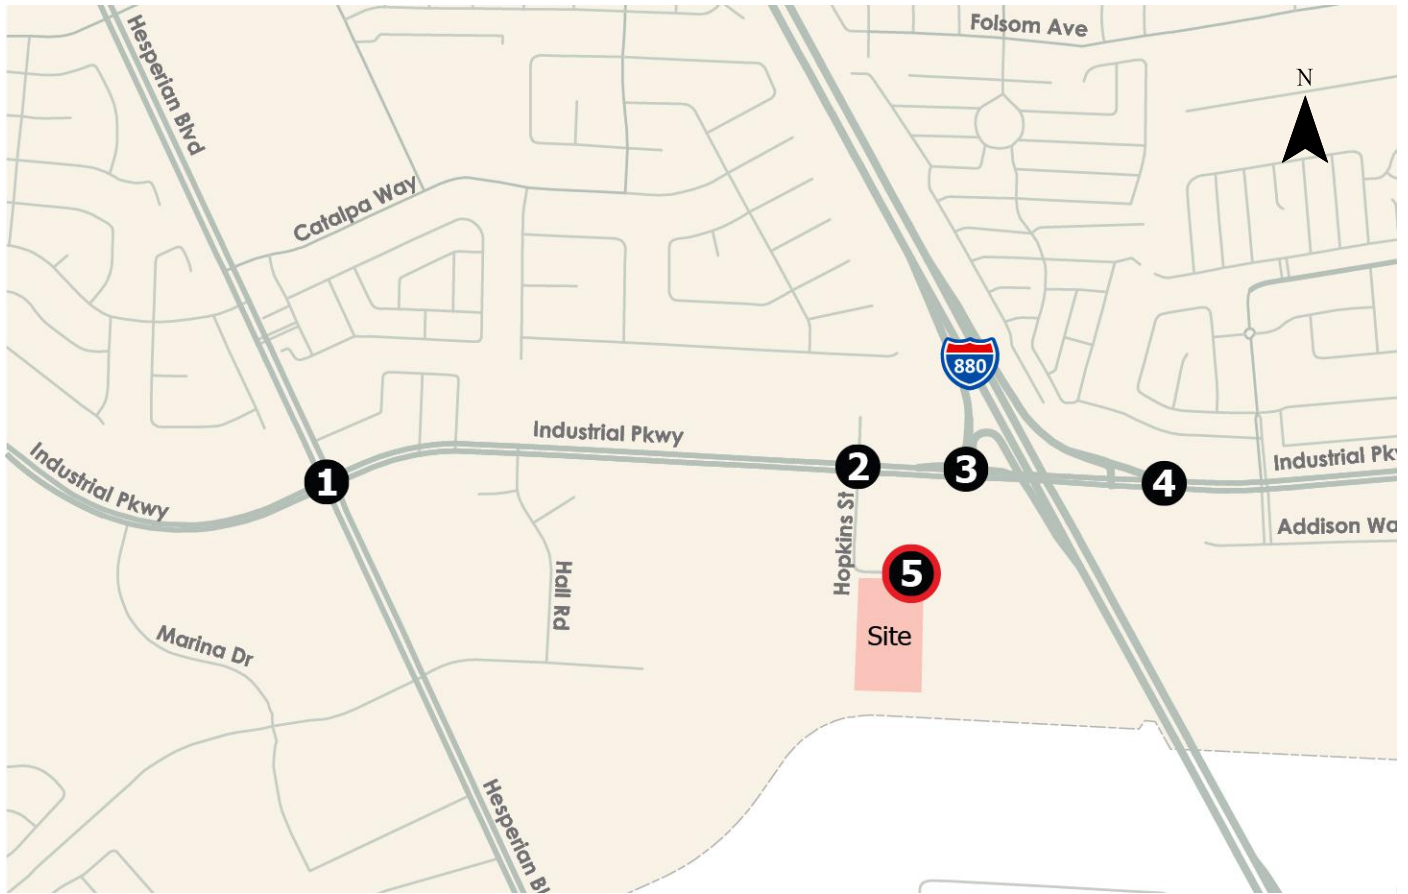 Folsom Ave
Hesperian Blvd
N
Catalpa Way
880
Industrial Pkwy
Industrial Pkwy
Industrial Pk
1
2
3
4
Hopkins St
Addison Wa
Hall Rd
5
Site
Marina Dr
Hesperian Bl